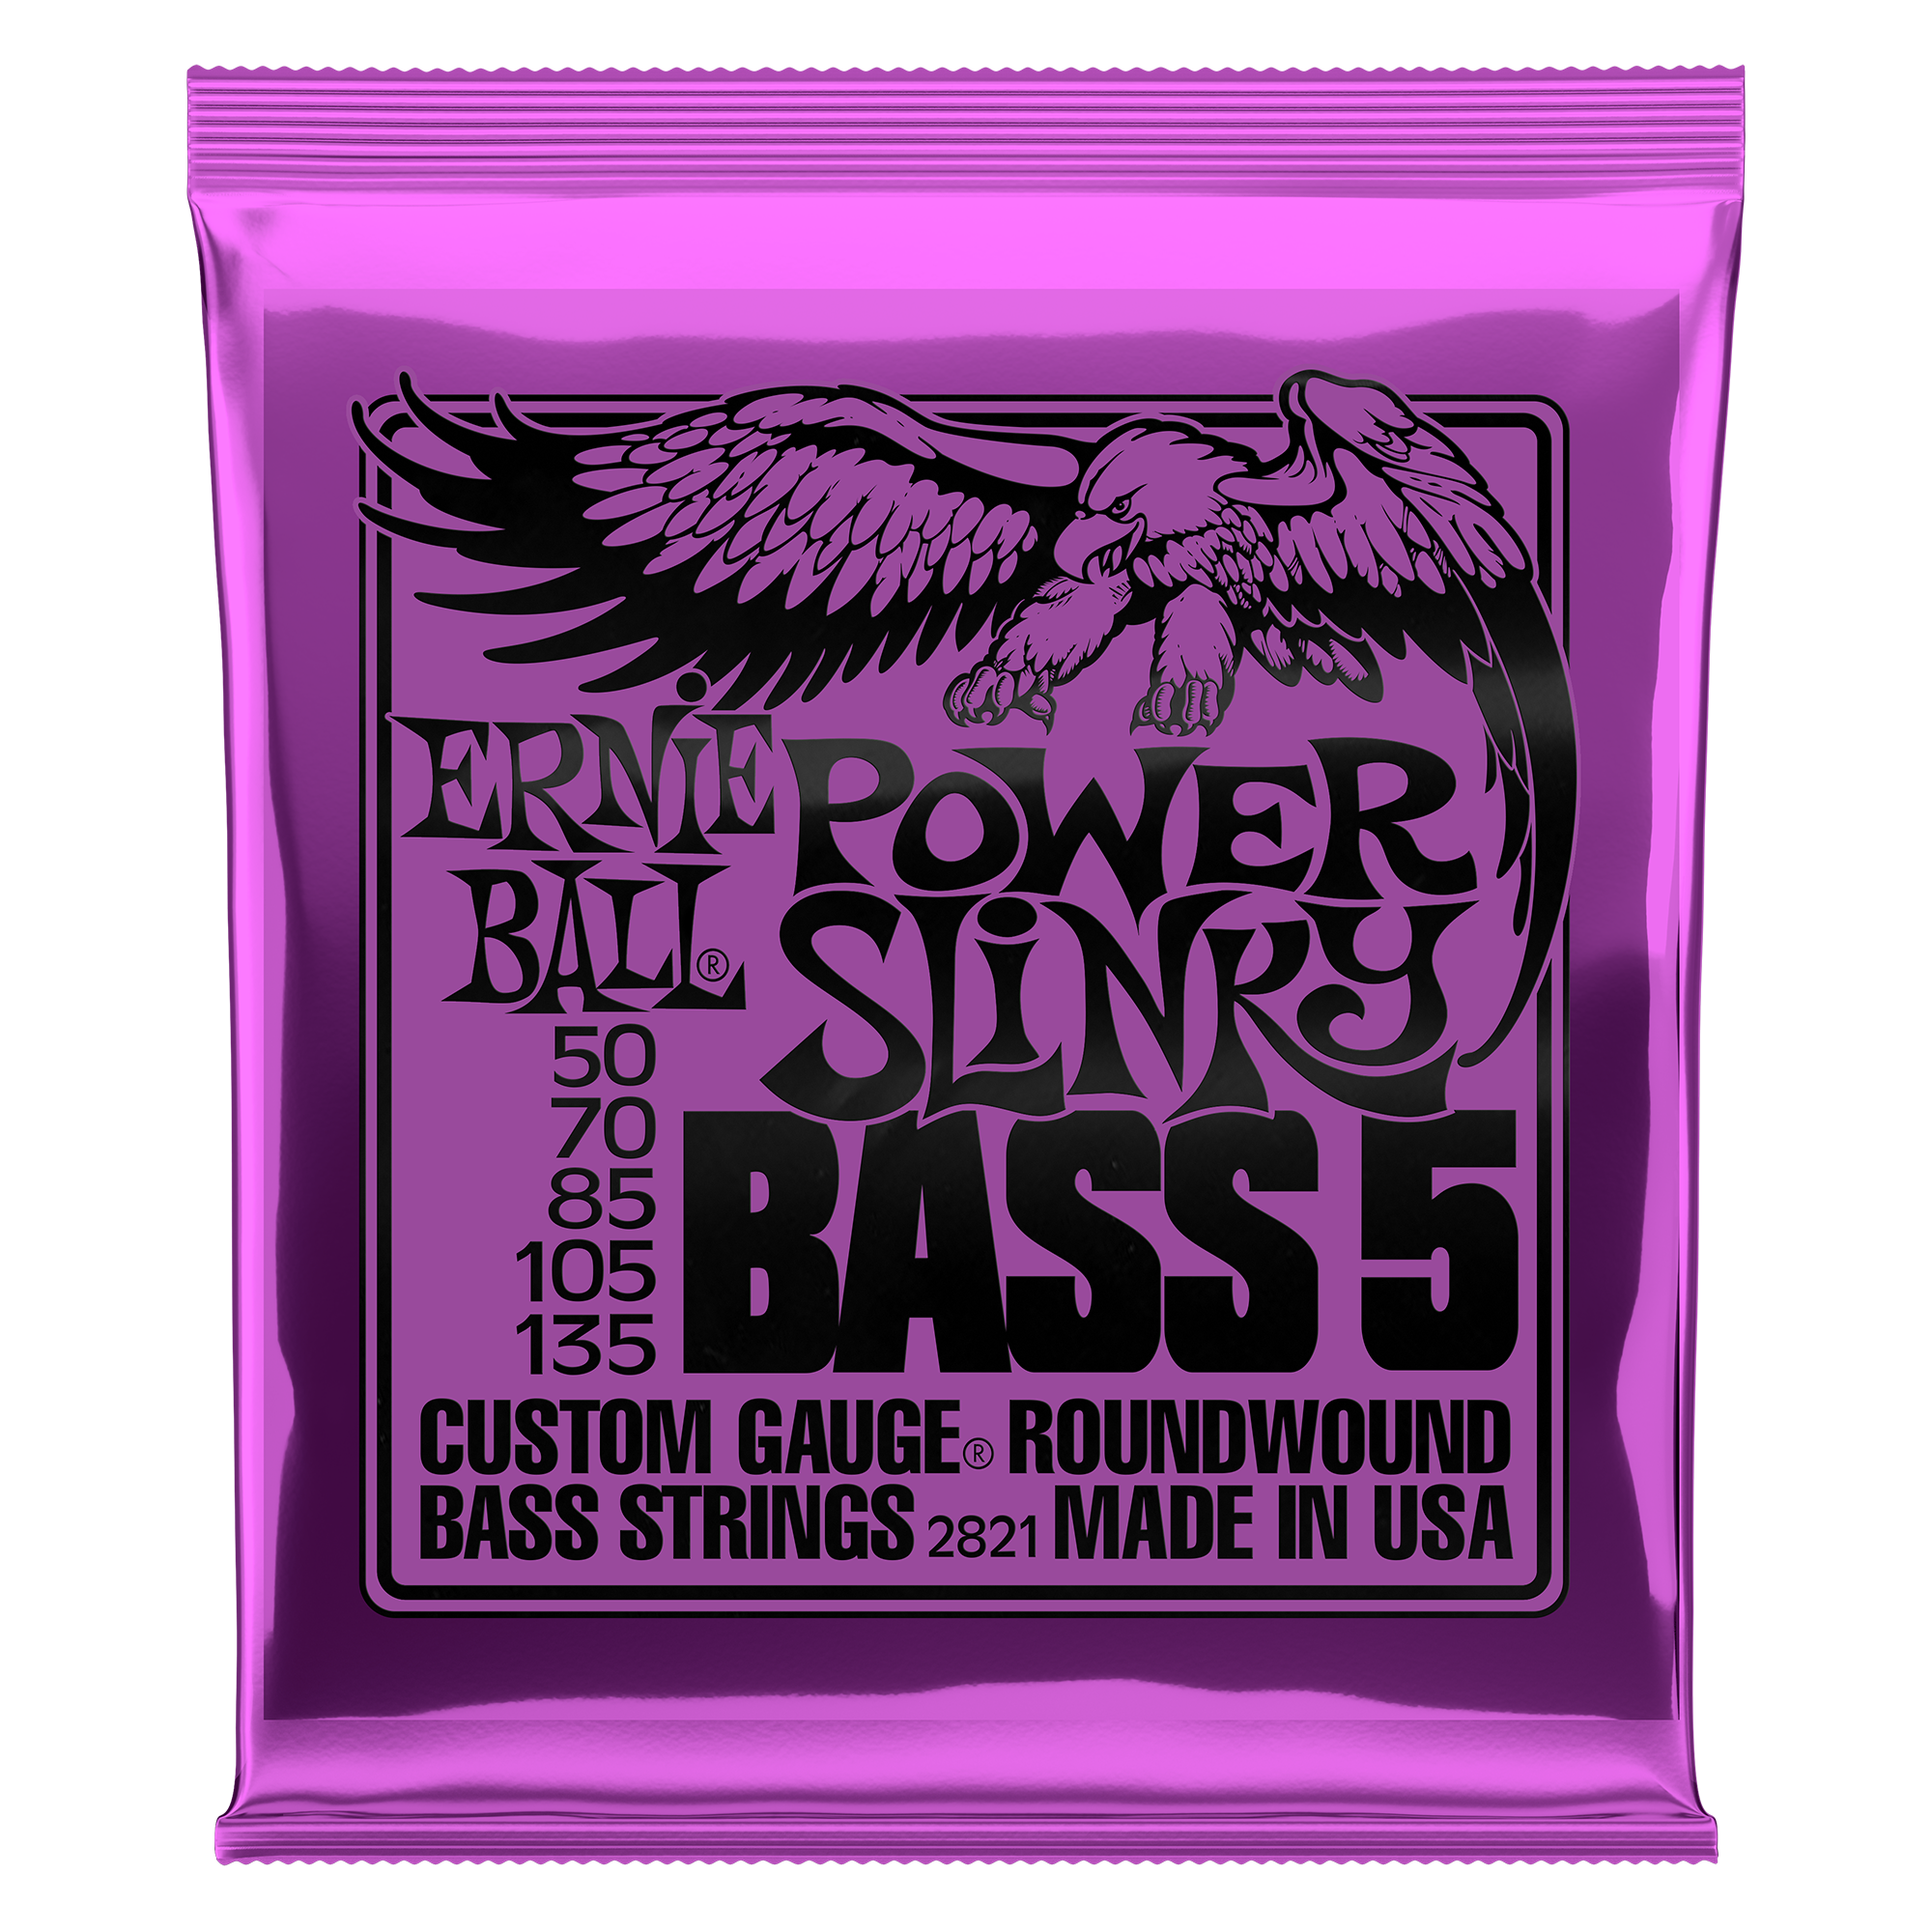 ERNiE
BALL®
POWER
SLiNKY
50
70
85
105
135
BASS 5
CUSTOM GAUGE® ROUNDWOUND
BASS STRINGS 2821 MADE IN USA